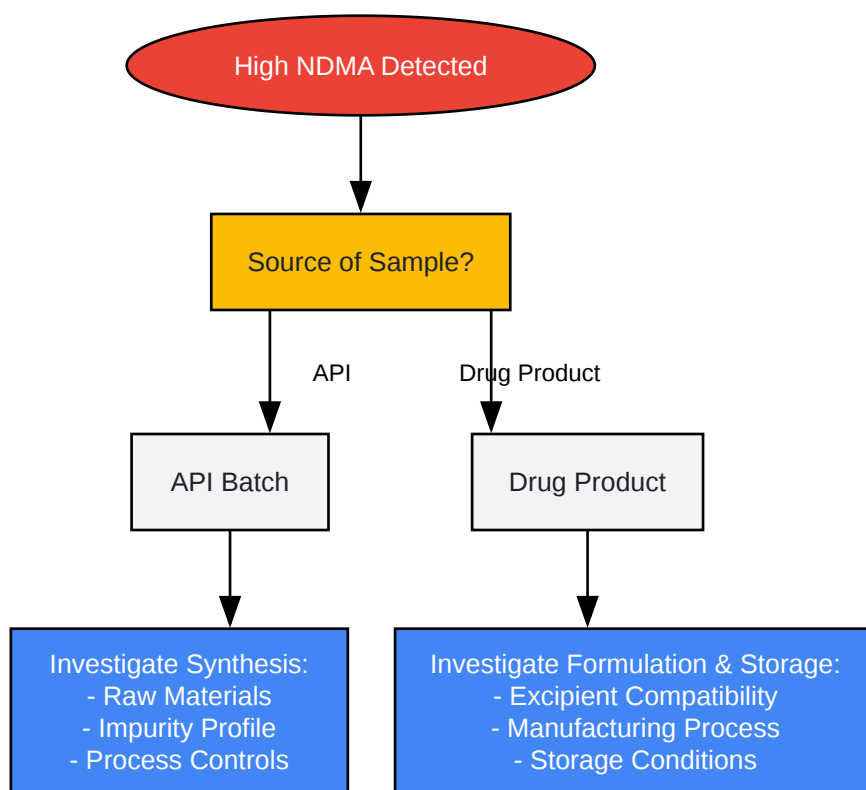 High NDMA Detected
Source of Sample?
API
Drug Product
API Batch
Drug Product
Investigate Synthesis:
- Raw Materials
- Impurity Profile
- Process Controls
Investigate Formulation & Storage:
- Excipient Compatibility
- Manufacturing Process
- Storage Conditions